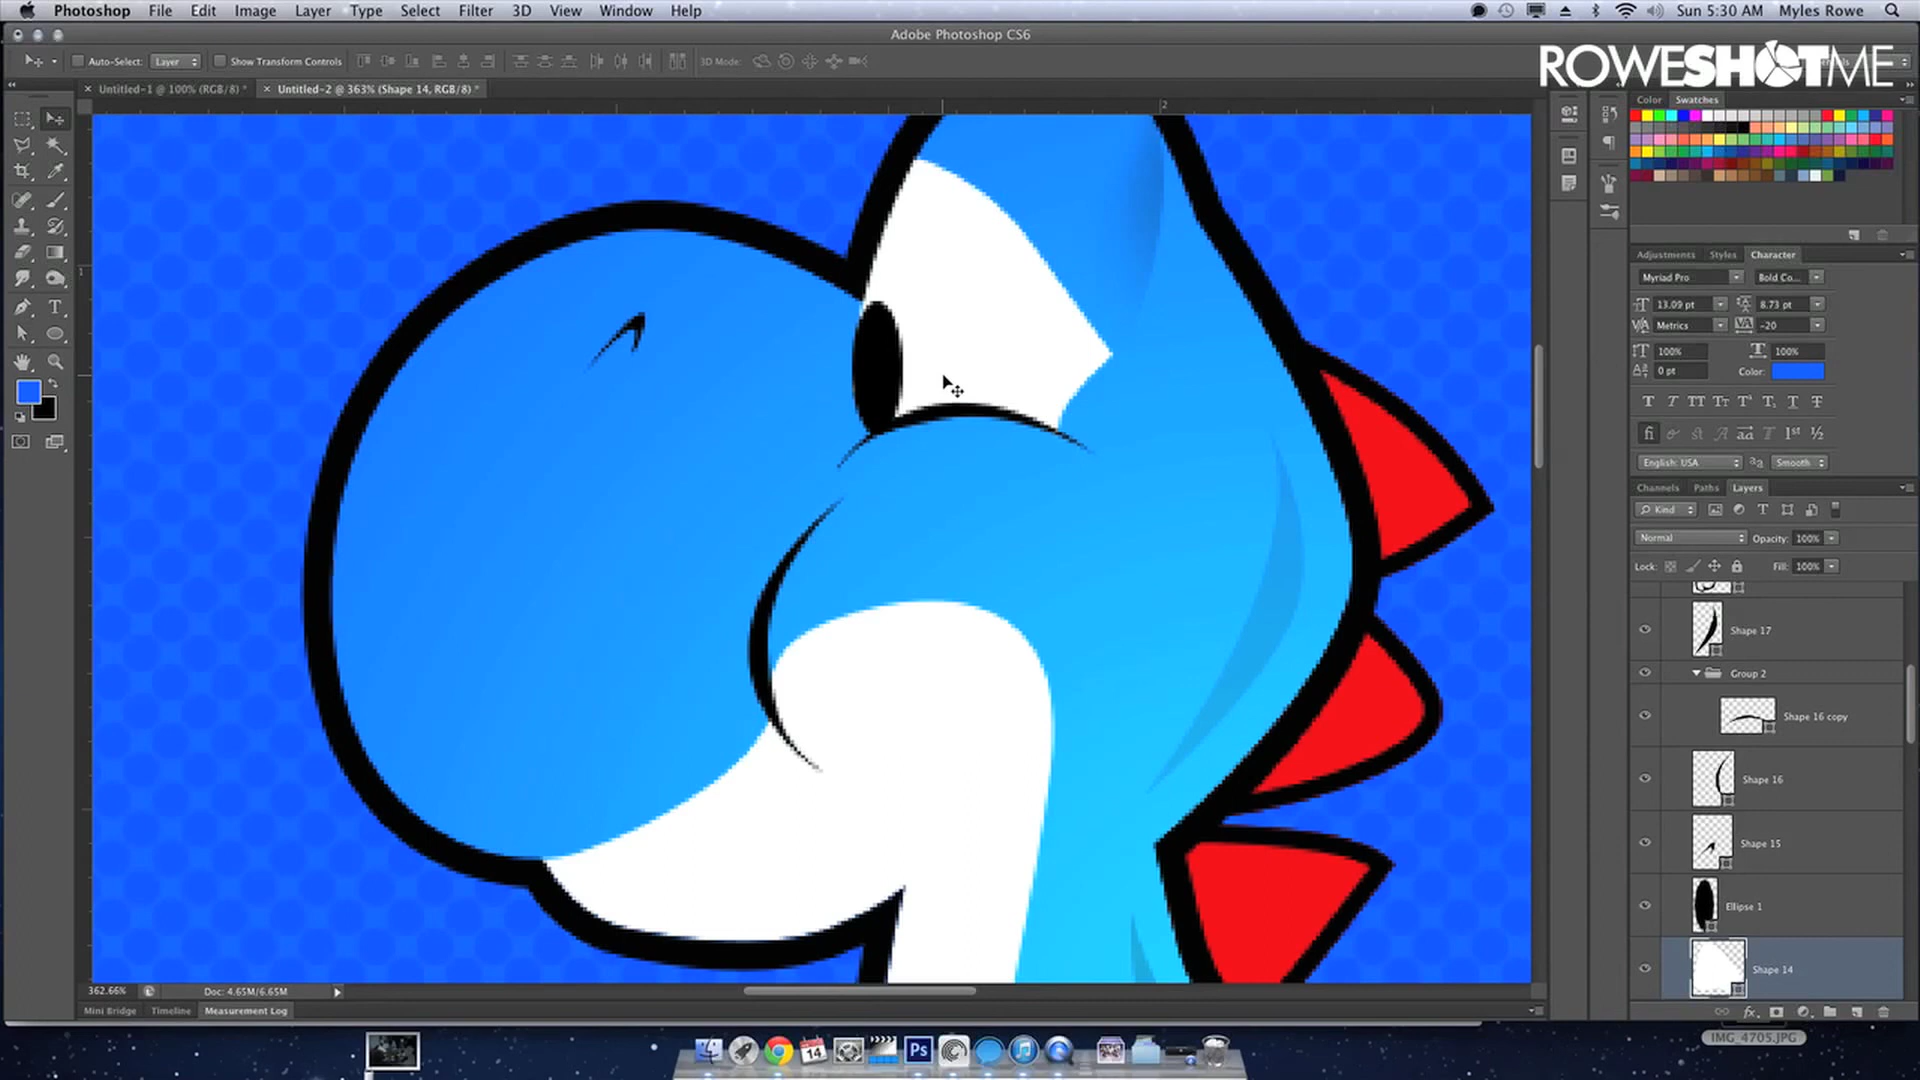 Photoshop File Edit Image Layer Type Select Filter 3D View Window Help Sun 5:30 AM Myles Rowe
Adobe Photoshop CS6
Auto-Select: Layer Show Transform Controls 3D Mode:
ROWESHOTME
Untitled-1 @ 100% (RGB/8) * Untitled-2 @ 363% (Shape 14, RGB/8) *
Color Swatches
2
1
Adjustments Styles Character
Myriad Pro Bold Co...
13.09 pt 8.73 pt
Metrics -20
100% 100%
0 pt Color:
English: USA Smooth
Channels Paths Layers
Kind
Normal Opacity: 100%
Lock: Fill: 100%
Shape 17
Group 2
Shape 16 copy
Shape 16
Shape 15
Ellipse 1
Shape 14
362.66% Doc: 4.65M/6.65M
Mini Bridge Timeline Measurement Log
14
Ps
IMG_4705.JPG